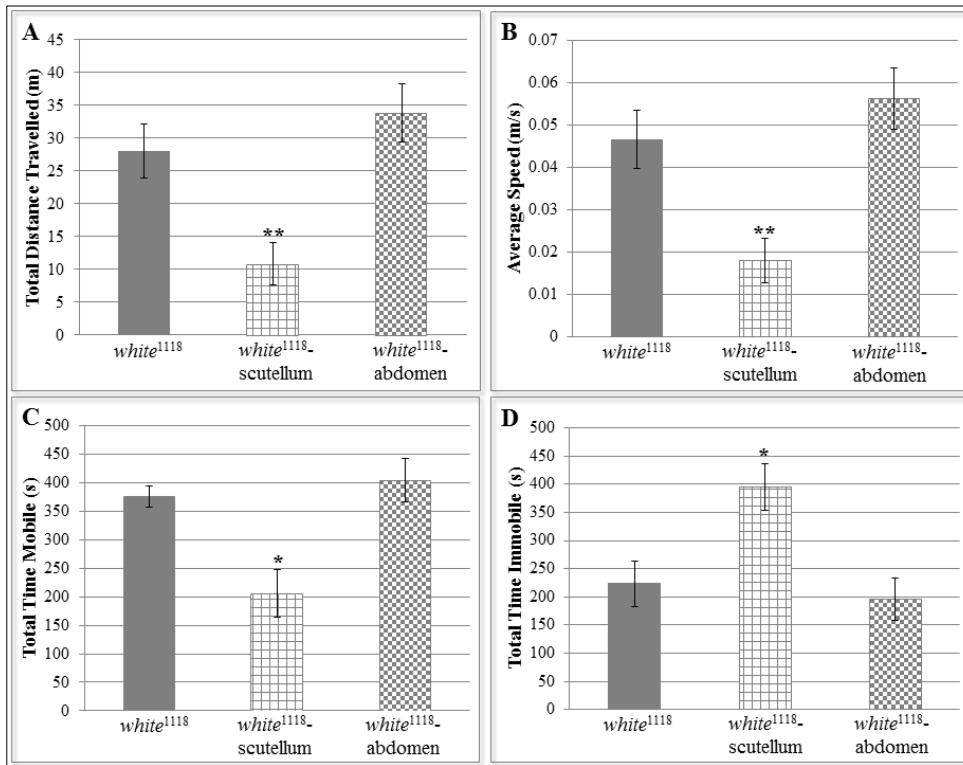 A
Total Distance Travelled (m)
45
40
35
30
25
20
15
10
5
0
**
white¹¹¹⁸
white¹¹¹⁸-
scutellum
white¹¹¹⁸-
abdomen
B
Average Speed (m/s)
0.07
0.06
0.05
0.04
0.03
0.02
0.01
0
**
white¹¹¹⁸
white¹¹¹⁸-
scutellum
white¹¹¹⁸-
abdomen
C
Total Time Mobile (s)
500
450
400
350
300
250
200
150
100
50
0
*
white¹¹¹⁸
white¹¹¹⁸-
scutellum
white¹¹¹⁸-
abdomen
D
Total Time Immobile (s)
500
450
400
350
300
250
200
150
100
50
0
*
white¹¹¹⁸
white¹¹¹⁸-
scutellum
white¹¹¹⁸-
abdomen